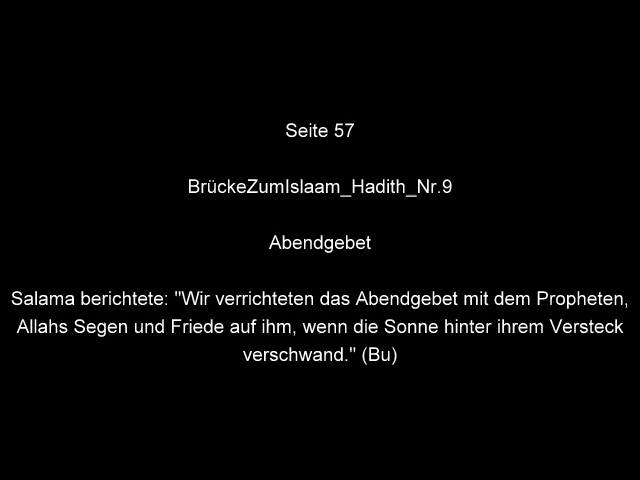 Seite 57
BrückeZumIslaam_Hadith_Nr.9
Abendgebet
Salama berichtete: "Wir verrichteten das Abendgebet mit dem Propheten,
Allahs Segen und Friede auf ihm, wenn die Sonne hinter ihrem Versteck
verschwand." (Bu)